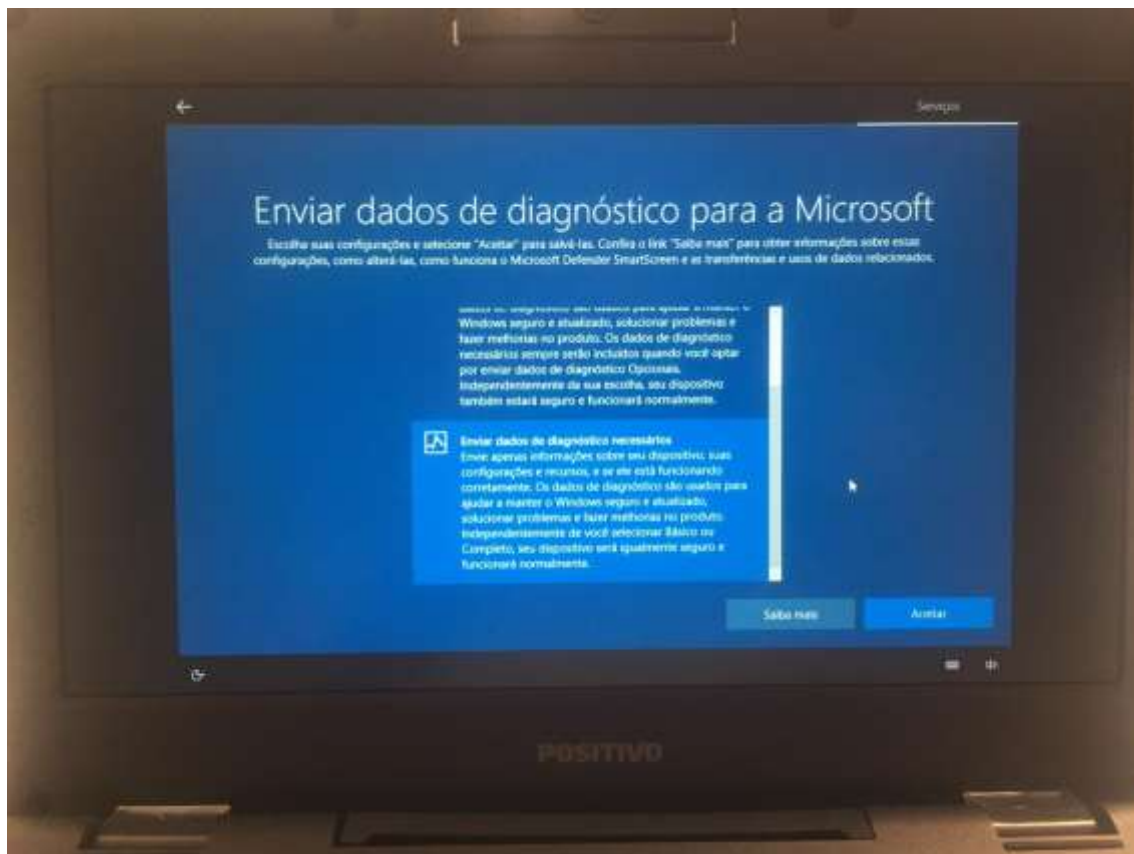 Serviços
Enviar dados de diagnóstico para a Microsoft
Escolha suas configurações e selecione "Aceitar" para salvá-las. Confira o link "Saiba mais" para obter informações sobre essas
configurações, como alterá-las, como funciona o Microsoft Defender SmartScreen e as transferências e usos de dados relacionados.
Windows seguro e atualizado, solucionar problemas e
fazer melhorias no produto. Os dados de diagnóstico
necessários sempre serão incluídos quando você optar
por enviar dados de diagnóstico Opcionais.
Independentemente da sua escolha, seu dispositivo
também estará seguro e funcionará normalmente.
Enviar dados de diagnóstico necessários
Envie apenas informações sobre seu dispositivo, suas
configurações e recursos, e se ele está funcionando
corretamente. Os dados de diagnóstico são usados para
ajudar a manter o Windows seguro e atualizado,
solucionar problemas e fazer melhorias no produto.
Independentemente de você selecionar Básico ou
Completo, seu dispositivo será igualmente seguro e
funcionará normalmente.
Saiba mais
Aceitar
POSITIVO